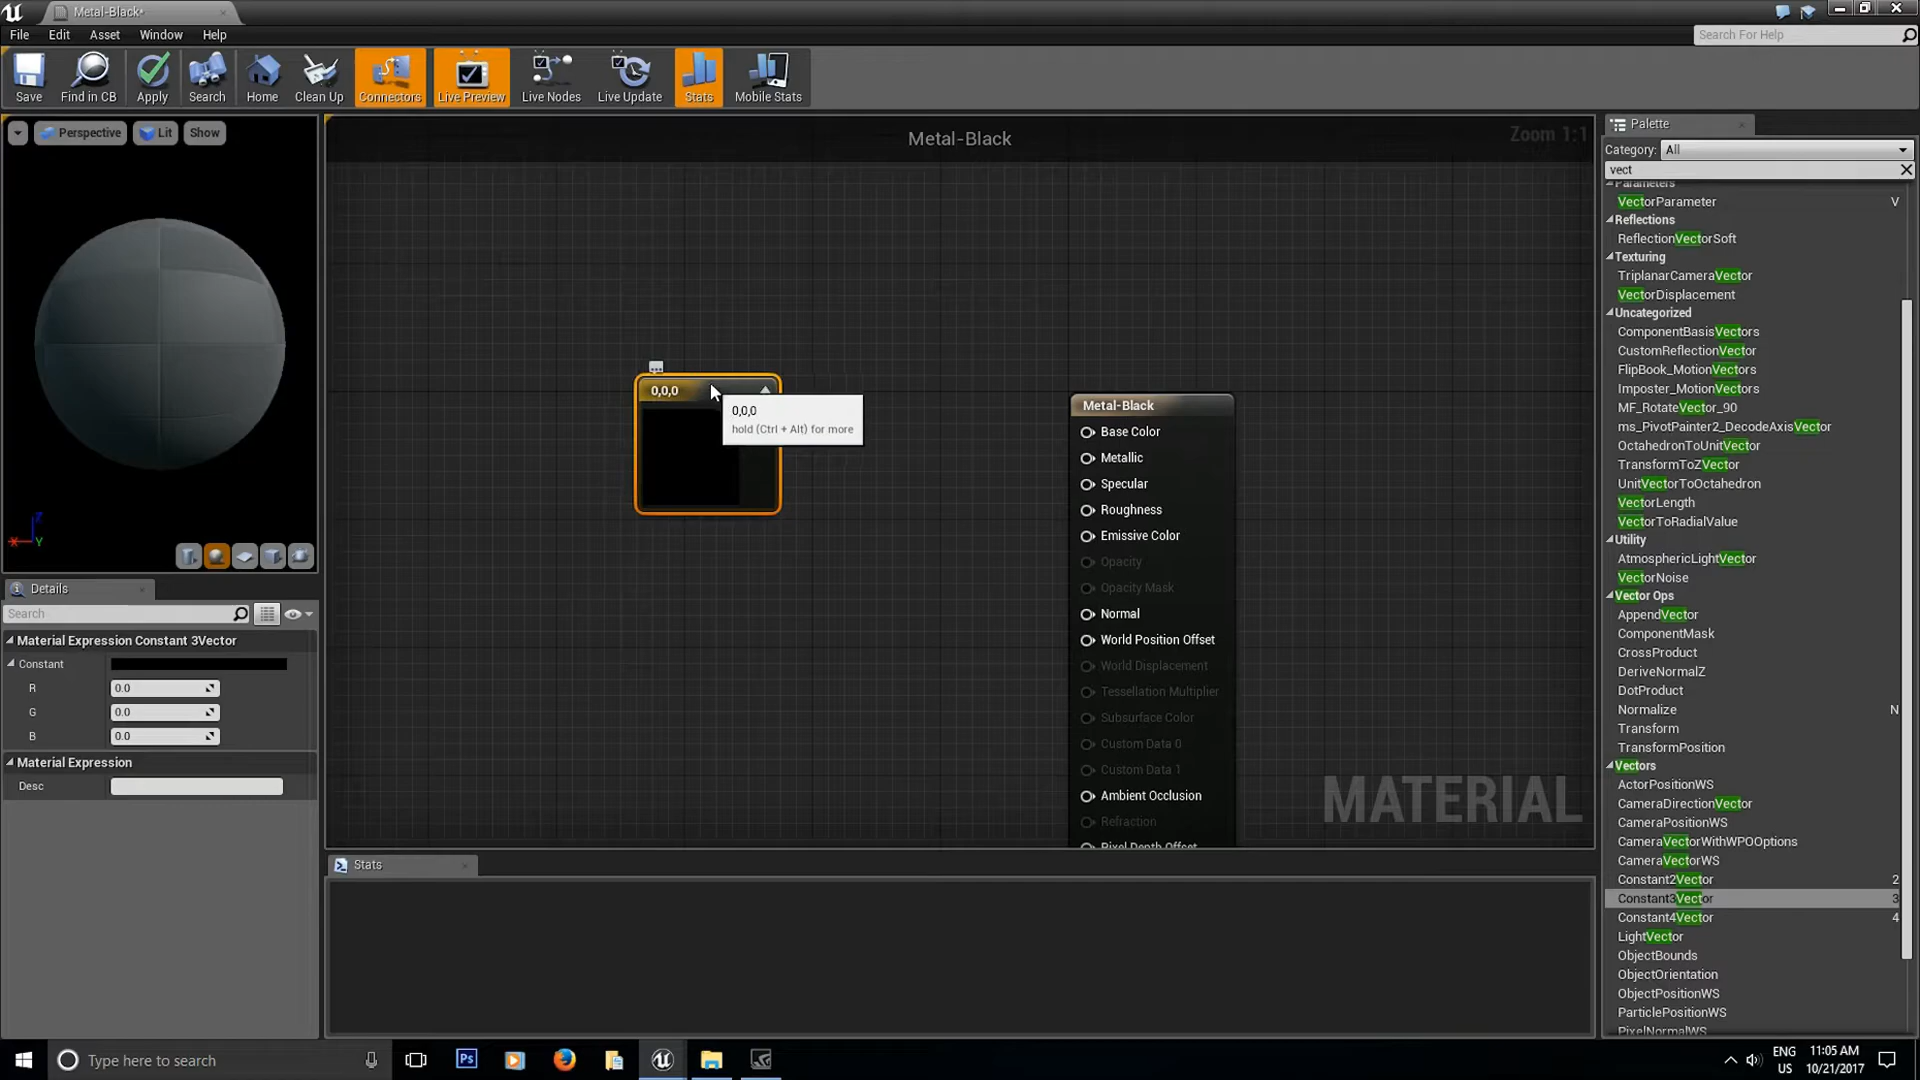 Metal-Black*
File Edit Asset Window Help
Search For Help
Save Find in CB Apply Search Home Clean Up Connectors Live Preview Live Nodes Live Update Stats Mobile Stats
Perspective Lit Show
Metal-Black
Zoom 1:1
Palette
Category: All
vect
Parameters
VectorParameter V
Reflections
ReflectionVectorSoft
Texturing
TriplanarCameraVector
VectorDisplacement
Uncategorized
ComponentBasisVectors
CustomReflectionVector
FlipBook_MotionVectors
Imposter_MotionVectors
MF_RotateVector_90
ms_PivotPainter2_DecodeAxisVector
OctahedronToUnitVector
TransformToZVector
UnitVectorToOctahedron
VectorLength
VectorToRadialValue
Utility
AtmosphericLightVector
VectorNoise
Vector Ops
AppendVector
ComponentMask
CrossProduct
DeriveNormalZ
DotProduct
Normalize N
Transform
TransformPosition
Vectors
ActorPositionWS
CameraDirectionVector
CameraPositionWS
CameraVectorWithWPOOptions
CameraVectorWS
Constant2Vector 2
Constant3Vector 3
Constant4Vector 4
LightVector
ObjectBounds
ObjectOrientation
ObjectPositionWS
ParticlePositionWS
PixelNormalWS
0,0,0
0,0,0
hold (Ctrl + Alt) for more
Metal-Black
Base Color
Metallic
Specular
Roughness
Emissive Color
Opacity
Opacity Mask
Normal
World Position Offset
World Displacement
Tessellation Multiplier
Subsurface Color
Custom Data 0
Custom Data 1
Ambient Occlusion
Refraction
Pixel Depth Offset
MATERIAL
Z
X Y
Details
Search
Material Expression Constant 3Vector
Constant
R 0.0
G 0.0
B 0.0
Material Expression
Desc
Stats
Type here to search
Ps
ENG
US
11:05 AM
10/21/2017